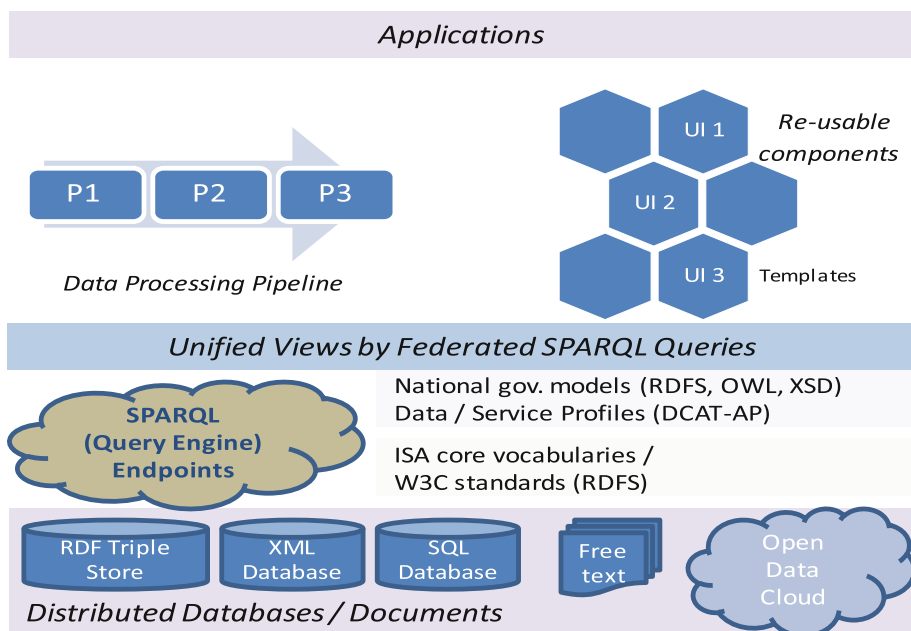 Applications
P1
P2
P3
Data Processing Pipeline
UI 1
UI 2
UI 3
Re-usable
components
Templates
Unified Views by Federated SPARQL Queries
SPARQL
(Query Engine)
Endpoints
National gov. models (RDFS, OWL, XSD)
Data / Service Profiles (DCAT-AP)
ISA core vocabularies /
W3C standards (RDFS)
RDF Triple
Store
XML
Database
SQL
Database
Free
text
Open
Data
Cloud
Distributed Databases / Documents